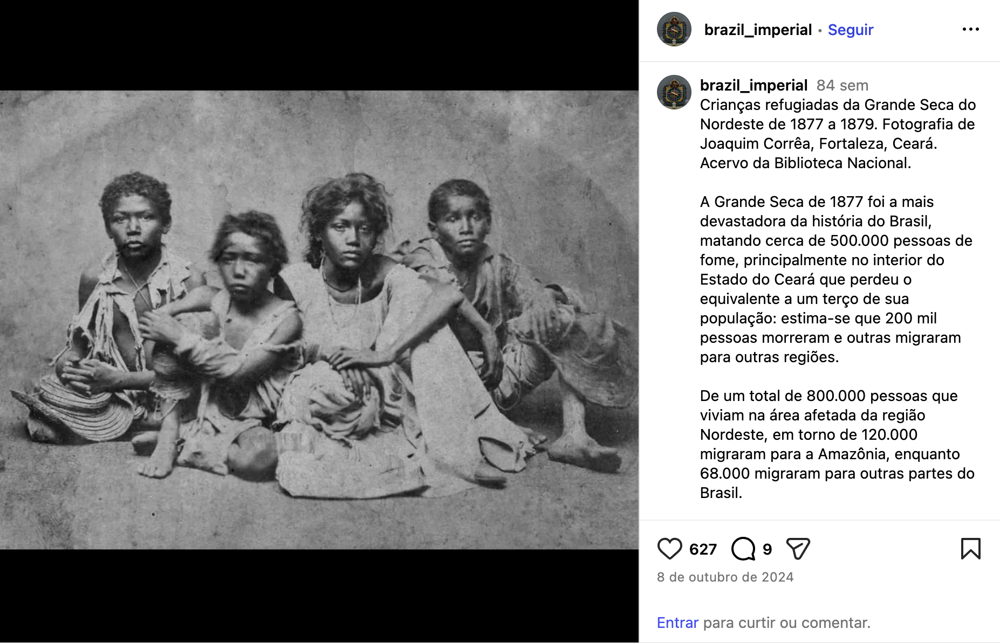 brazil_imperial • Seguir
brazil_imperial 84 sem
Crianças refugiadas da Grande Seca do
Nordeste de 1877 a 1879. Fotografia de
Joaquim Corrêa, Fortaleza, Ceará.
Acervo da Biblioteca Nacional.
A Grande Seca de 1877 foi a mais
devastadora da história do Brasil,
matando cerca de 500.000 pessoas de
fome, principalmente no interior do
Estado do Ceará que perdeu o
equivalente a um terço de sua
população: estima-se que 200 mil
pessoas morreram e outras migraram
para outras regiões.
De um total de 800.000 pessoas que
viviam na área afetada da região
Nordeste, em torno de 120.000
migraram para a Amazônia, enquanto
68.000 migraram para outras partes do
Brasil.
627 9
8 de outubro de 2024
Entrar para curtir ou comentar.